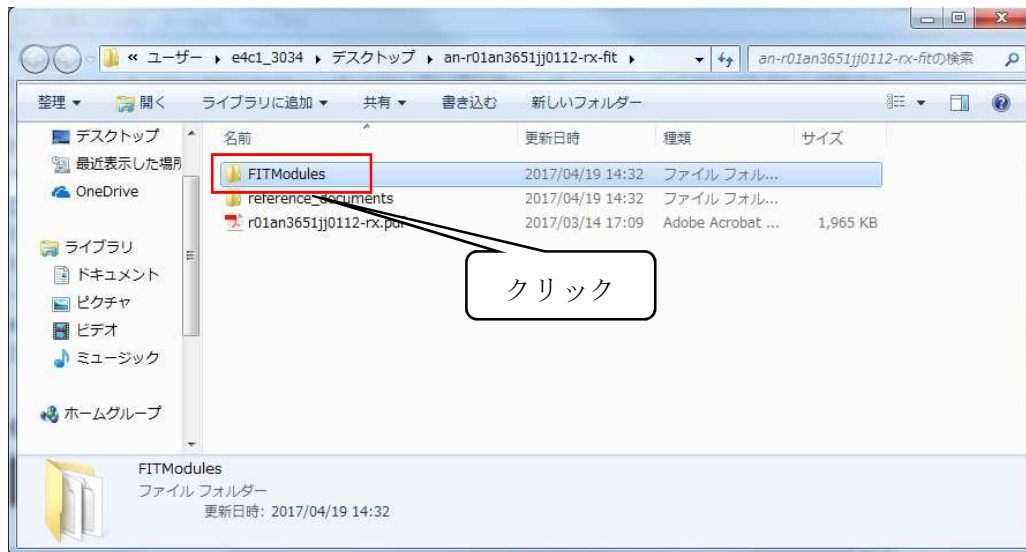 « ユーザー ▸ e4c1_3034 ▸ デスクトップ ▸ an-r01an3651jj0112-rx-fit ▸
an-r01an3651jj0112-rx-fitの検索
整理 ▼ 開く ライブラリに追加 ▼ 共有 ▼ 書き込む 新しいフォルダー
デスクトップ
最近表示した場所
OneDrive
ライブラリ
ドキュメント
ピクチャ
ビデオ
ミュージック
ホームグループ
名前 更新日時 種類 サイズ
FITModules 2017/04/19 14:32 ファイル フォル...
reference_documents 2017/04/19 14:32 ファイル フォル...
r01an3651jj0112-rx.pdf 2017/03/14 17:09 Adobe Acrobat ... 1,965 KB
クリック
FITModules
ファイル フォルダー
更新日時: 2017/04/19 14:32